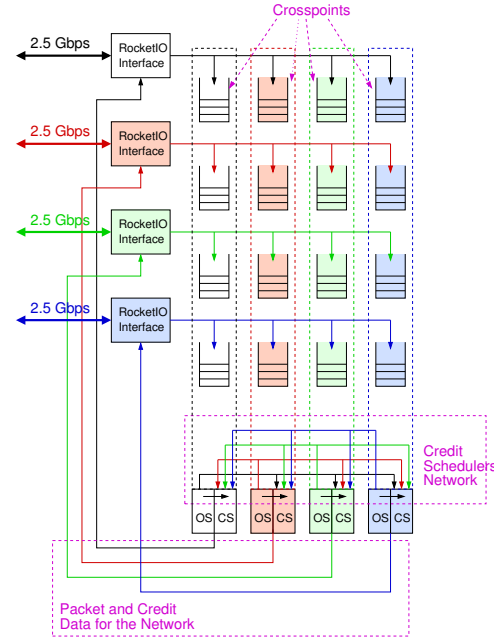 Crosspoints
2.5 Gbps
RocketIO
Interface
2.5 Gbps
RocketIO
Interface
2.5 Gbps
RocketIO
Interface
2.5 Gbps
RocketIO
Interface
Credit
Schedulers
Network
OS CS
OS CS
OS CS
OS CS
Packet and Credit
Data for the Network